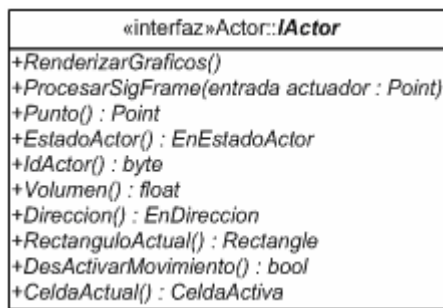 «interfaz»Actor::IActor
+RenderizarGraficos()
+ProcesarSigFrame(entrada actuador : Point)
+Punto() : Point
+EstadoActor() : EnEstadoActor
+IdActor() : byte
+Volumen() : float
+Direccion() : EnDireccion
+RectanguloActual() : Rectangle
+DesActivarMovimiento() : bool
+CeldaActual() : CeldaActiva